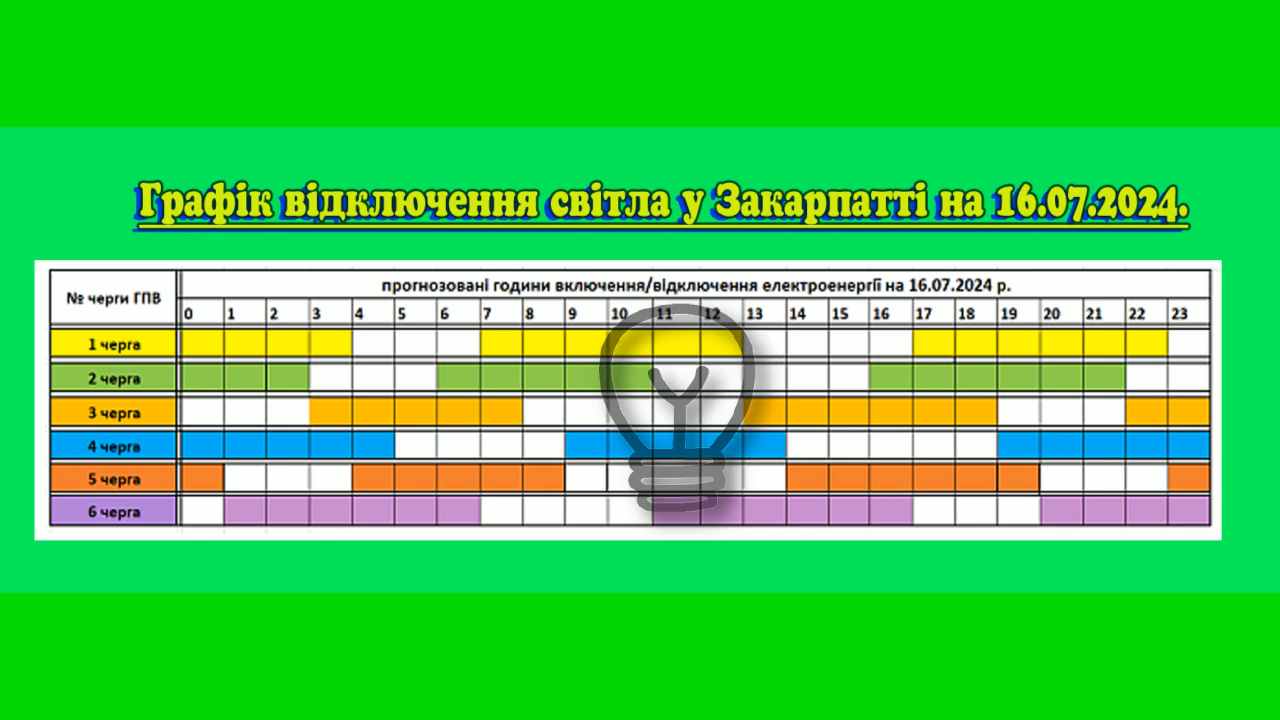 Графік відключення світла у Закарпатті на 16.07.2024.
№ черги ГПВ
прогнозовані години включення/відключення електроенергії на 16.07.2024 р.
0 1 2 3 4 5 6 7 8 9 10 11 12 13 14 15 16 17 18 19 20 21 22 23
1 черга
2 черга
3 черга
4 черга
5 черга
6 черга